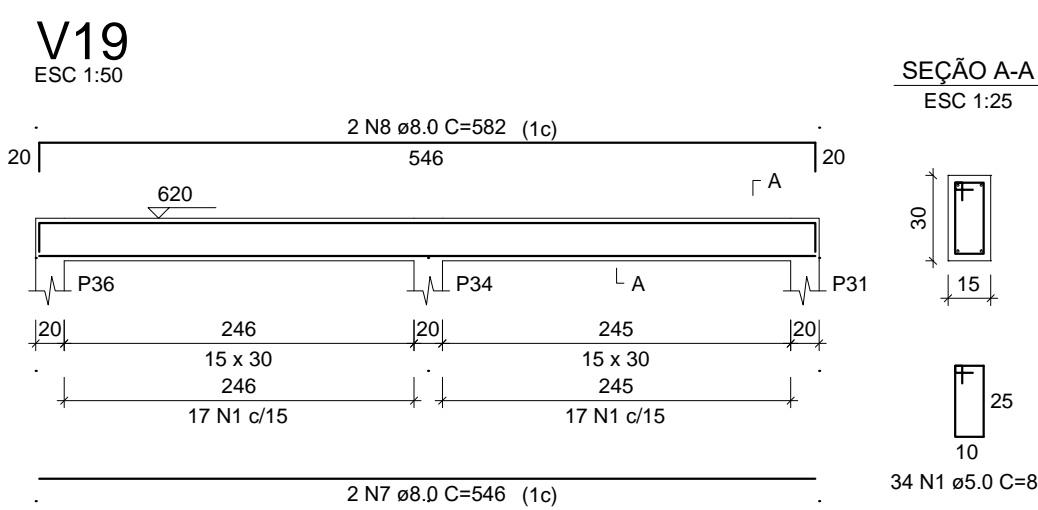 V19
ESC 1:50
SEÇÃO A-A
ESC 1:25
2 N8 ø8.0 C=582 (1c)
20 546 20
A
620
30
15
A
P36 P34 P31
20 246 20 245 20
15 x 30 15 x 30
246 245
17 N1 c/15 17 N1 c/15
25
10
34 N1 ø5.0 C=8
2 N7 ø8.0 C=546 (1c)